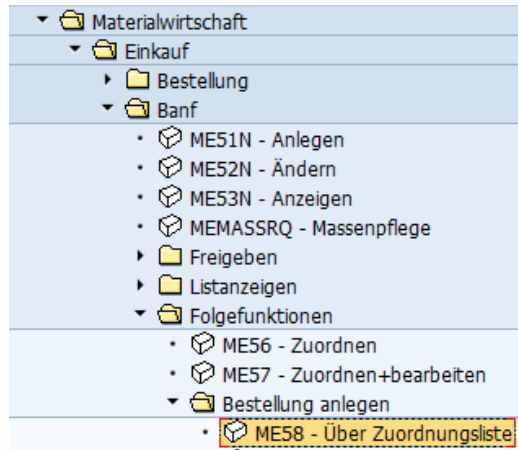 Materialwirtschaft
Einkauf
Bestellung
Banf
ME51N - Anlegen
ME52N - Ändern
ME53N - Anzeigen
MEMASSRQ - Massenpflege
Freigeben
Listanzeigen
Folgefunktionen
ME56 - Zuordnen
ME57 - Zuordnen+bearbeiten
Bestellung anlegen
ME58 - Über Zuordnungsliste